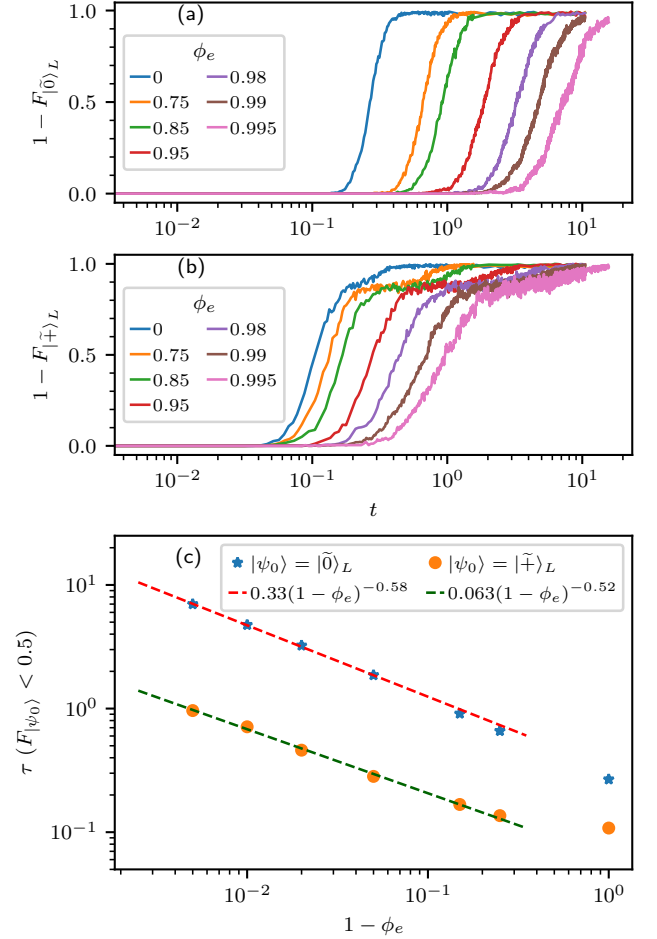 (a)
1 − F_{|0̃⟩_L}
1.0
0.5
0.0
ϕ_e
0 0.98
0.75 0.99
0.85 0.995
0.95
10^{−2} 10^{−1} 10^{0} 10^{1}
(b)
1 − F_{|+̃⟩_L}
1.0
0.5
0.0
ϕ_e
0 0.98
0.75 0.99
0.85 0.995
0.95
10^{−2} 10^{−1} 10^{0} 10^{1}
t
(c)
|ψ_0⟩ = |0̃⟩_L |ψ_0⟩ = |+̃⟩_L
0.33(1 − ϕ_e)^{−0.58} 0.063(1 − ϕ_e)^{−0.52}
τ (F_{|ψ_0⟩} < 0.5)
10^{1}
10^{0}
10^{−1}
10^{−2} 10^{−1} 10^{0}
1 − ϕ_e